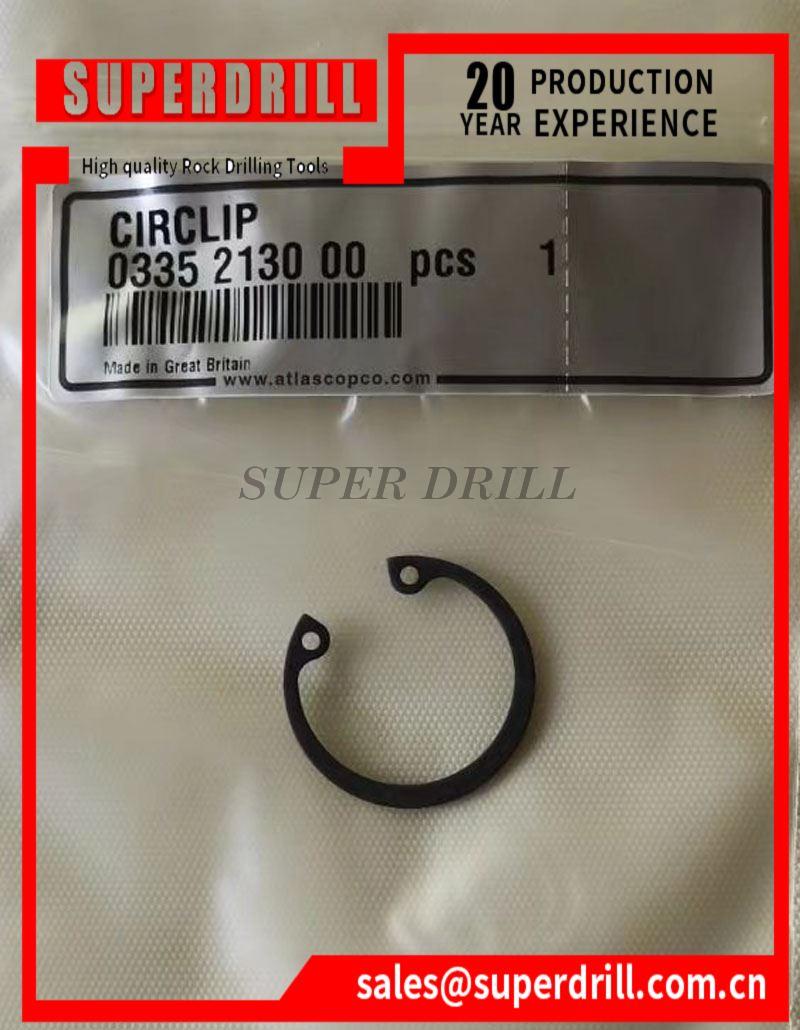 SUPERDRILL
High quality Rock Drilling Tools
20 YEAR PRODUCTION EXPERIENCE
CIRCLIP
0335 2130 00 pcs 1
Made in Great Britain
www.atlascopco.com
SUPER DRILL
sales@superdrill.com.cn